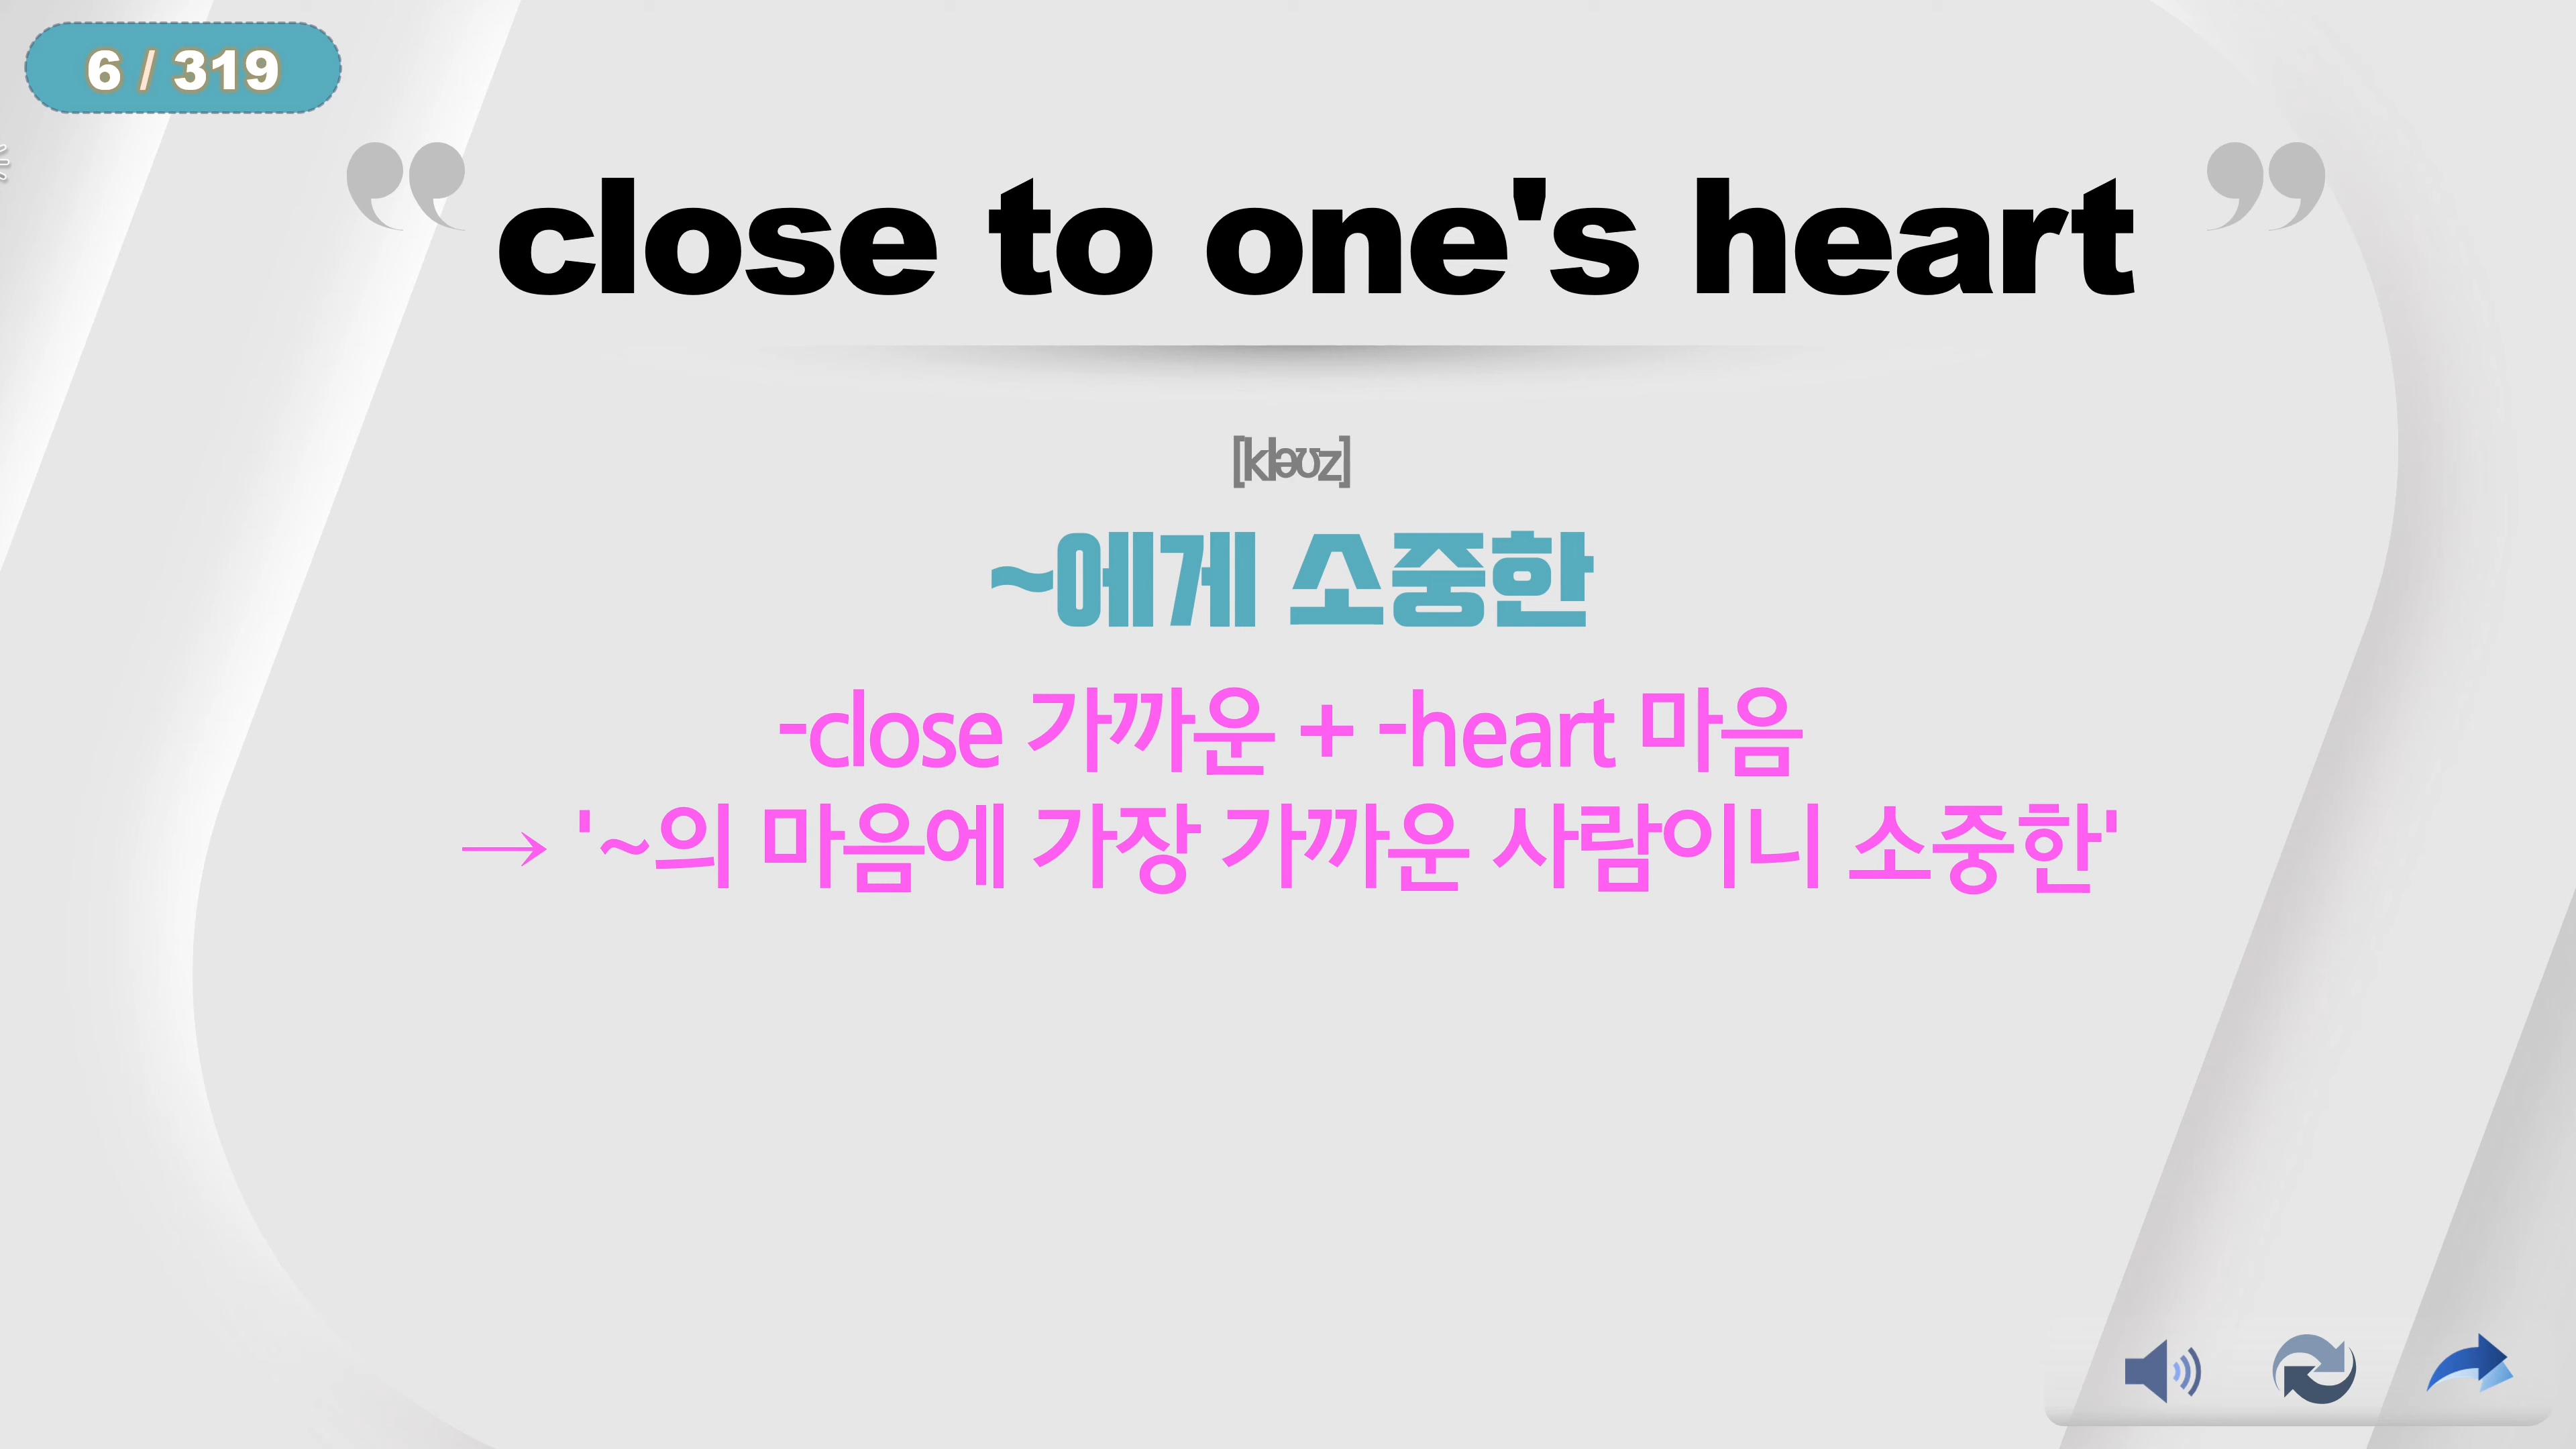 6 / 319
“ close to one's heart ”
[kləʊz]
~에게 소중한
-close 가까운 + -heart 마음
→ '~의 마음에 가장 가까운 사람이니 소중한'